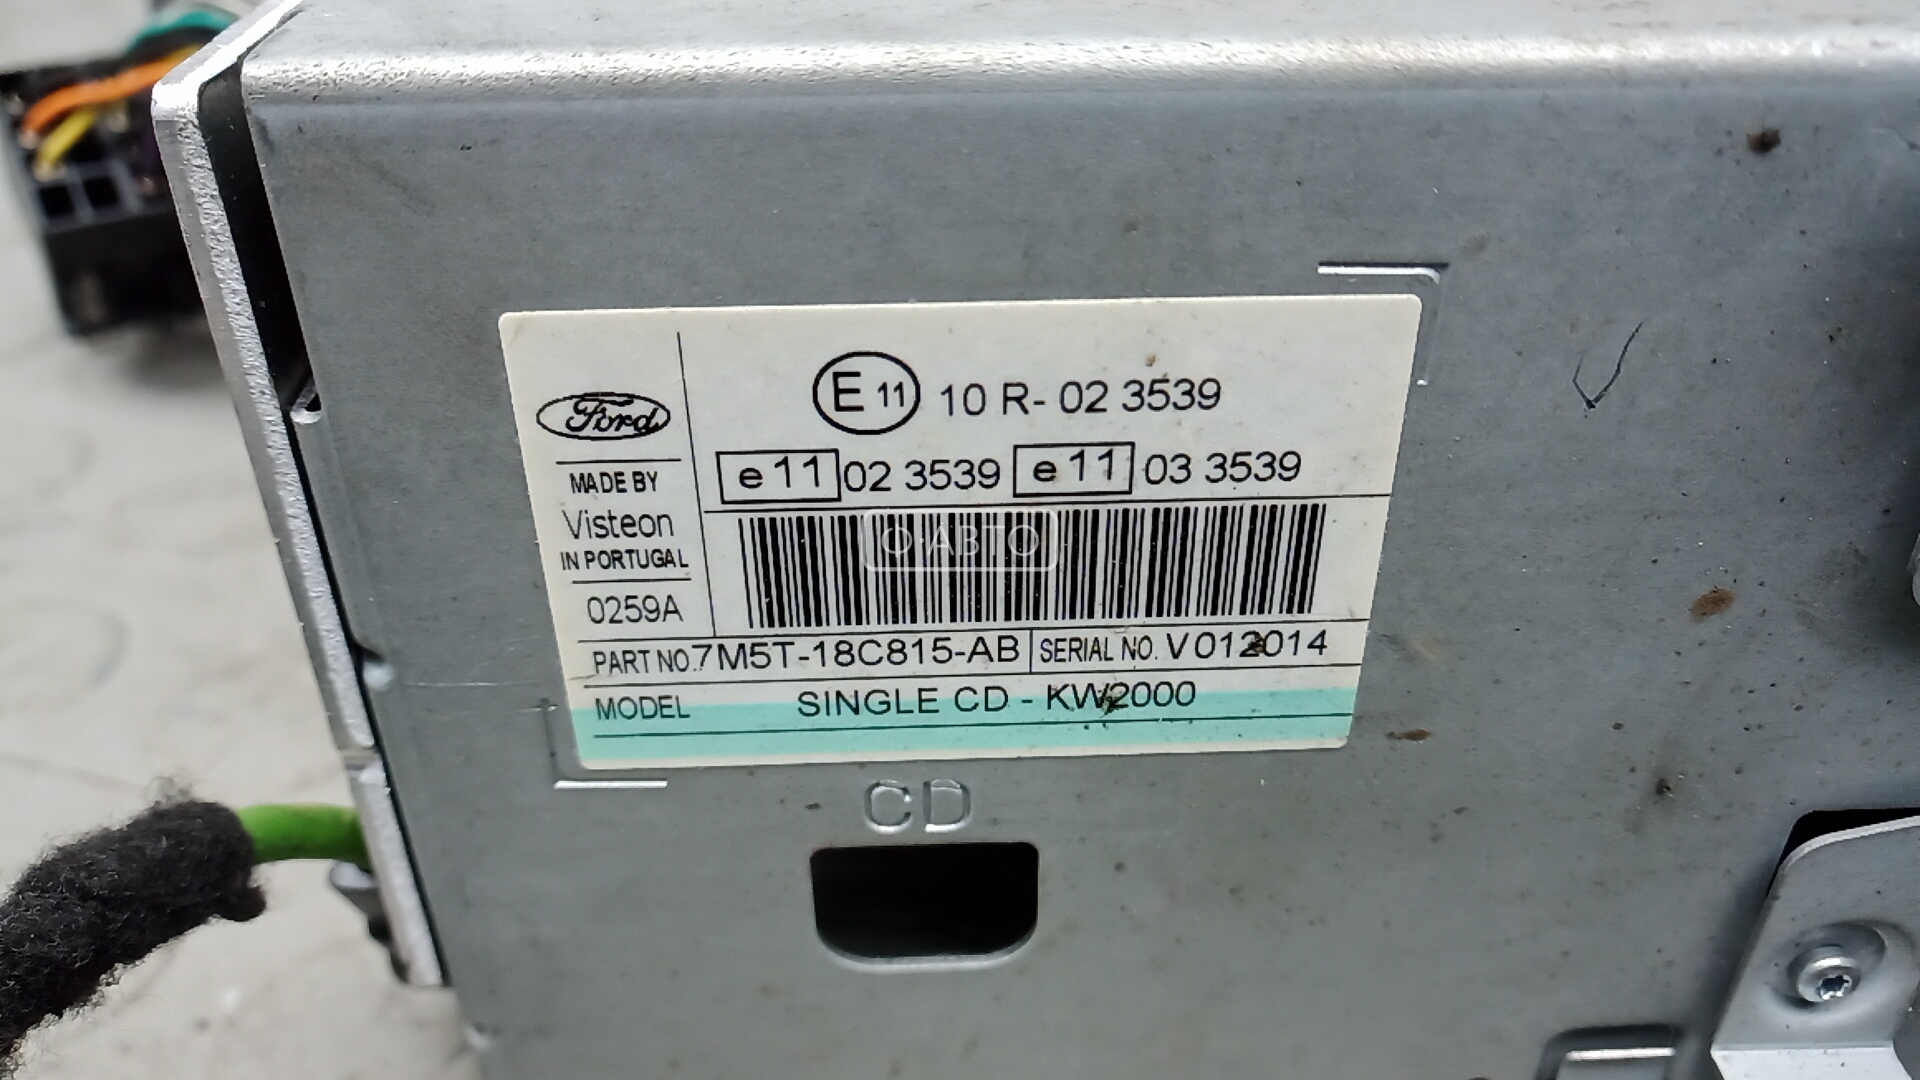 E 11 10 R- 02 3539
Ford
e 11 02 3539 e 11 03 3539
MADE BY
Visteon
IN PORTUGAL
О·АВТО
0259A
PART NO. 7M5T-18C815-AB SERIAL NO. V012014
MODEL SINGLE CD - KW2000
CD